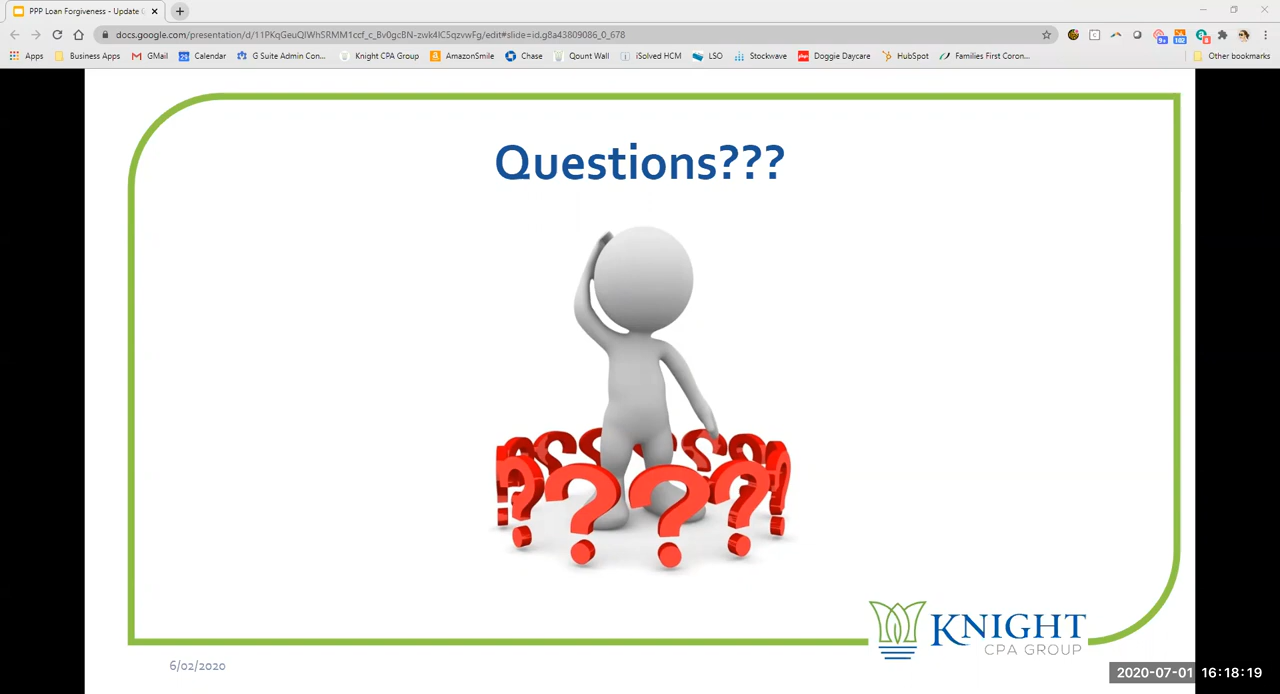 PPP Loan Forgiveness - Update
docs.google.com/presentation/d/11PKqGeuQIWhSRMM1ccf_c_Bv0gcBN-zwk4IC5qzvwFg/edit#slide=id.g8a43809086_0_678
Apps Business Apps GMail Calendar G Suite Admin Con... Knight CPA Group AmazonSmile Chase Qount Wall iSolved HCM LSO Stockwave Doggie Daycare HubSpot Families First Coron... Other bookmarks
Questions???
KNIGHT
CPA GROUP
6/02/2020
2020-07-01 16:18:19